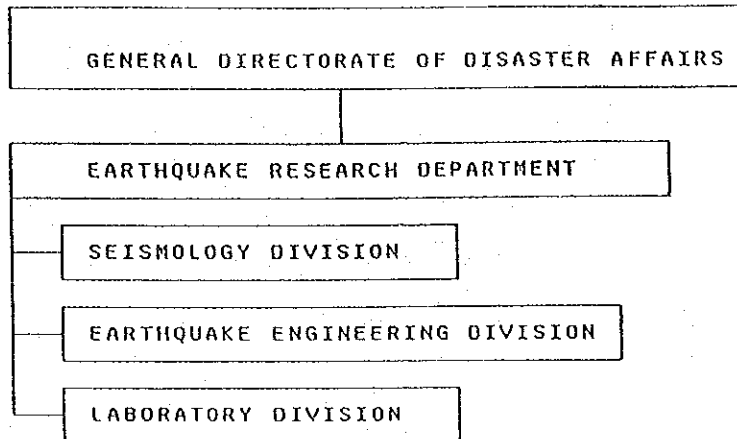 GENERAL DIRECTORATE OF DISASTER AFFAIRS
EARTHQUAKE RESEARCH DEPARTMENT
SEISMOLOGY DIVISION
EARTHQUAKE ENGINEERING DIVISION
LABORATORY DIVISION